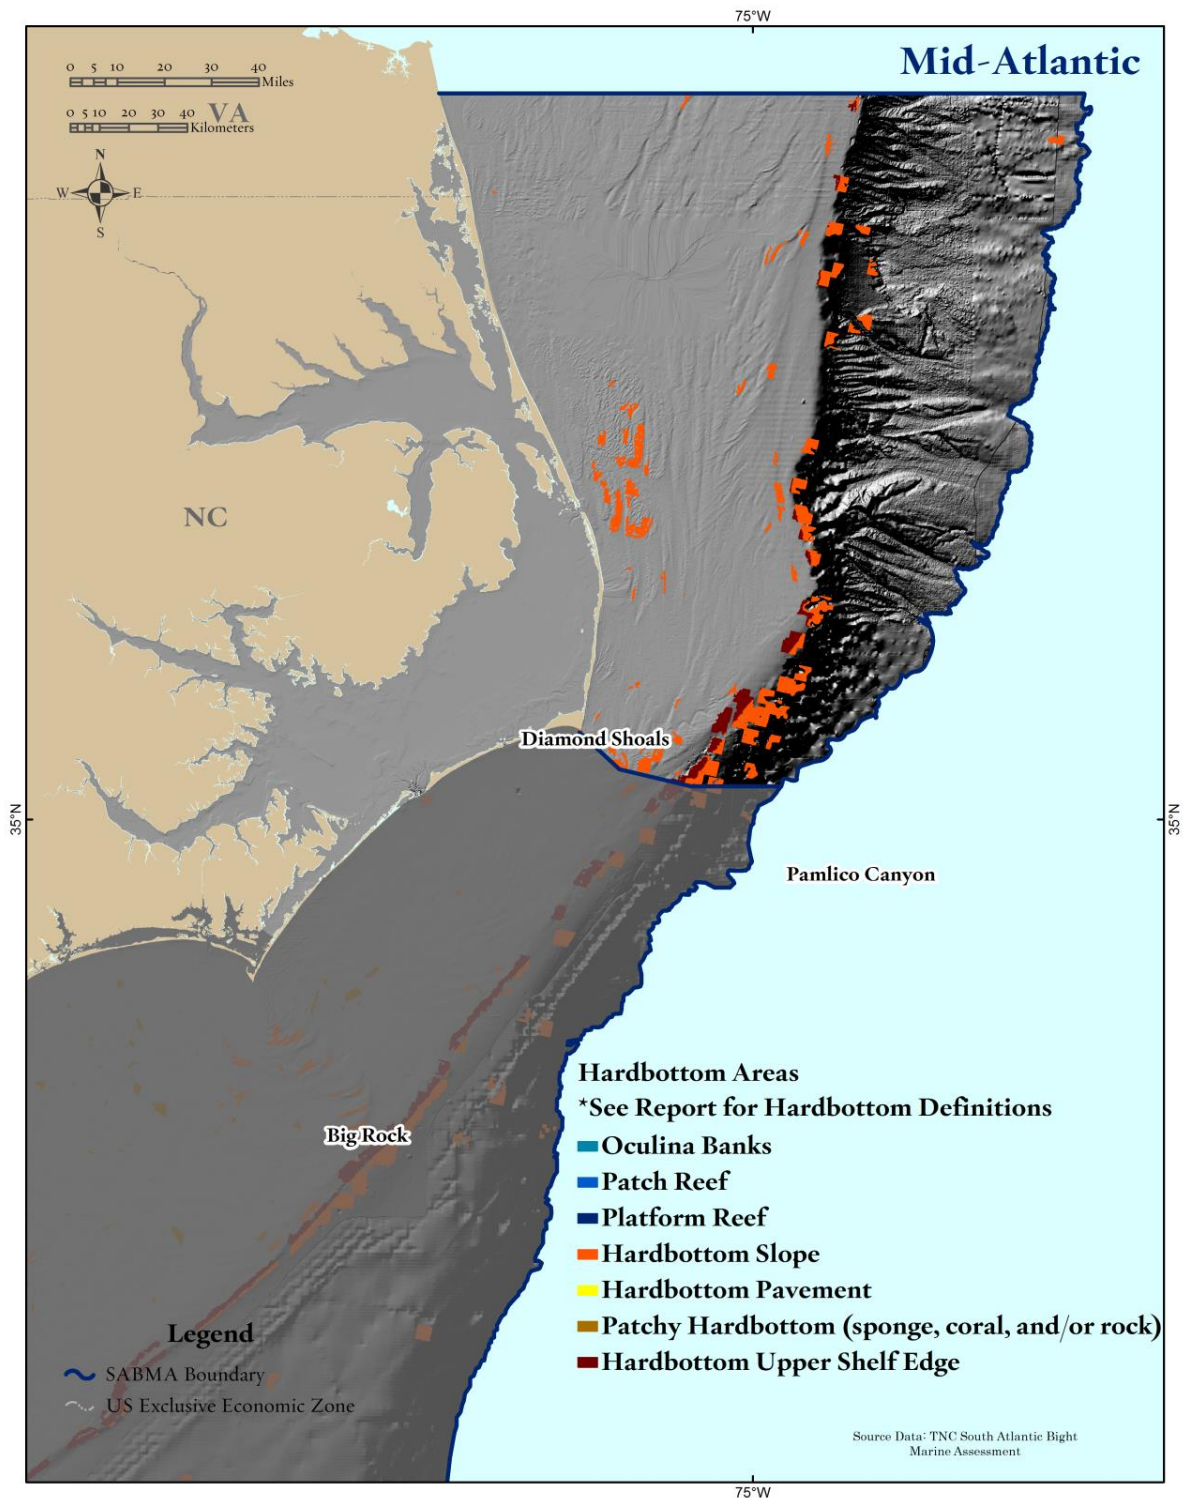 75°W
Mid-Atlantic
0 5 10 20 30 40
Miles
0 5 10 20 30 40
Kilometers
VA
N
W E
S
NC
Diamond Shoals
35°N
35°N
Pamlico Canyon
Big Rock
Hardbottom Areas
*See Report for Hardbottom Definitions
Oculina Banks
Patch Reef
Platform Reef
Hardbottom Slope
Hardbottom Pavement
Patchy Hardbottom (sponge, coral, and/or rock)
Hardbottom Upper Shelf Edge
Legend
SABMA Boundary
US Exclusive Economic Zone
Source Data: TNC South Atlantic Bight
Marine Assessment
75°W